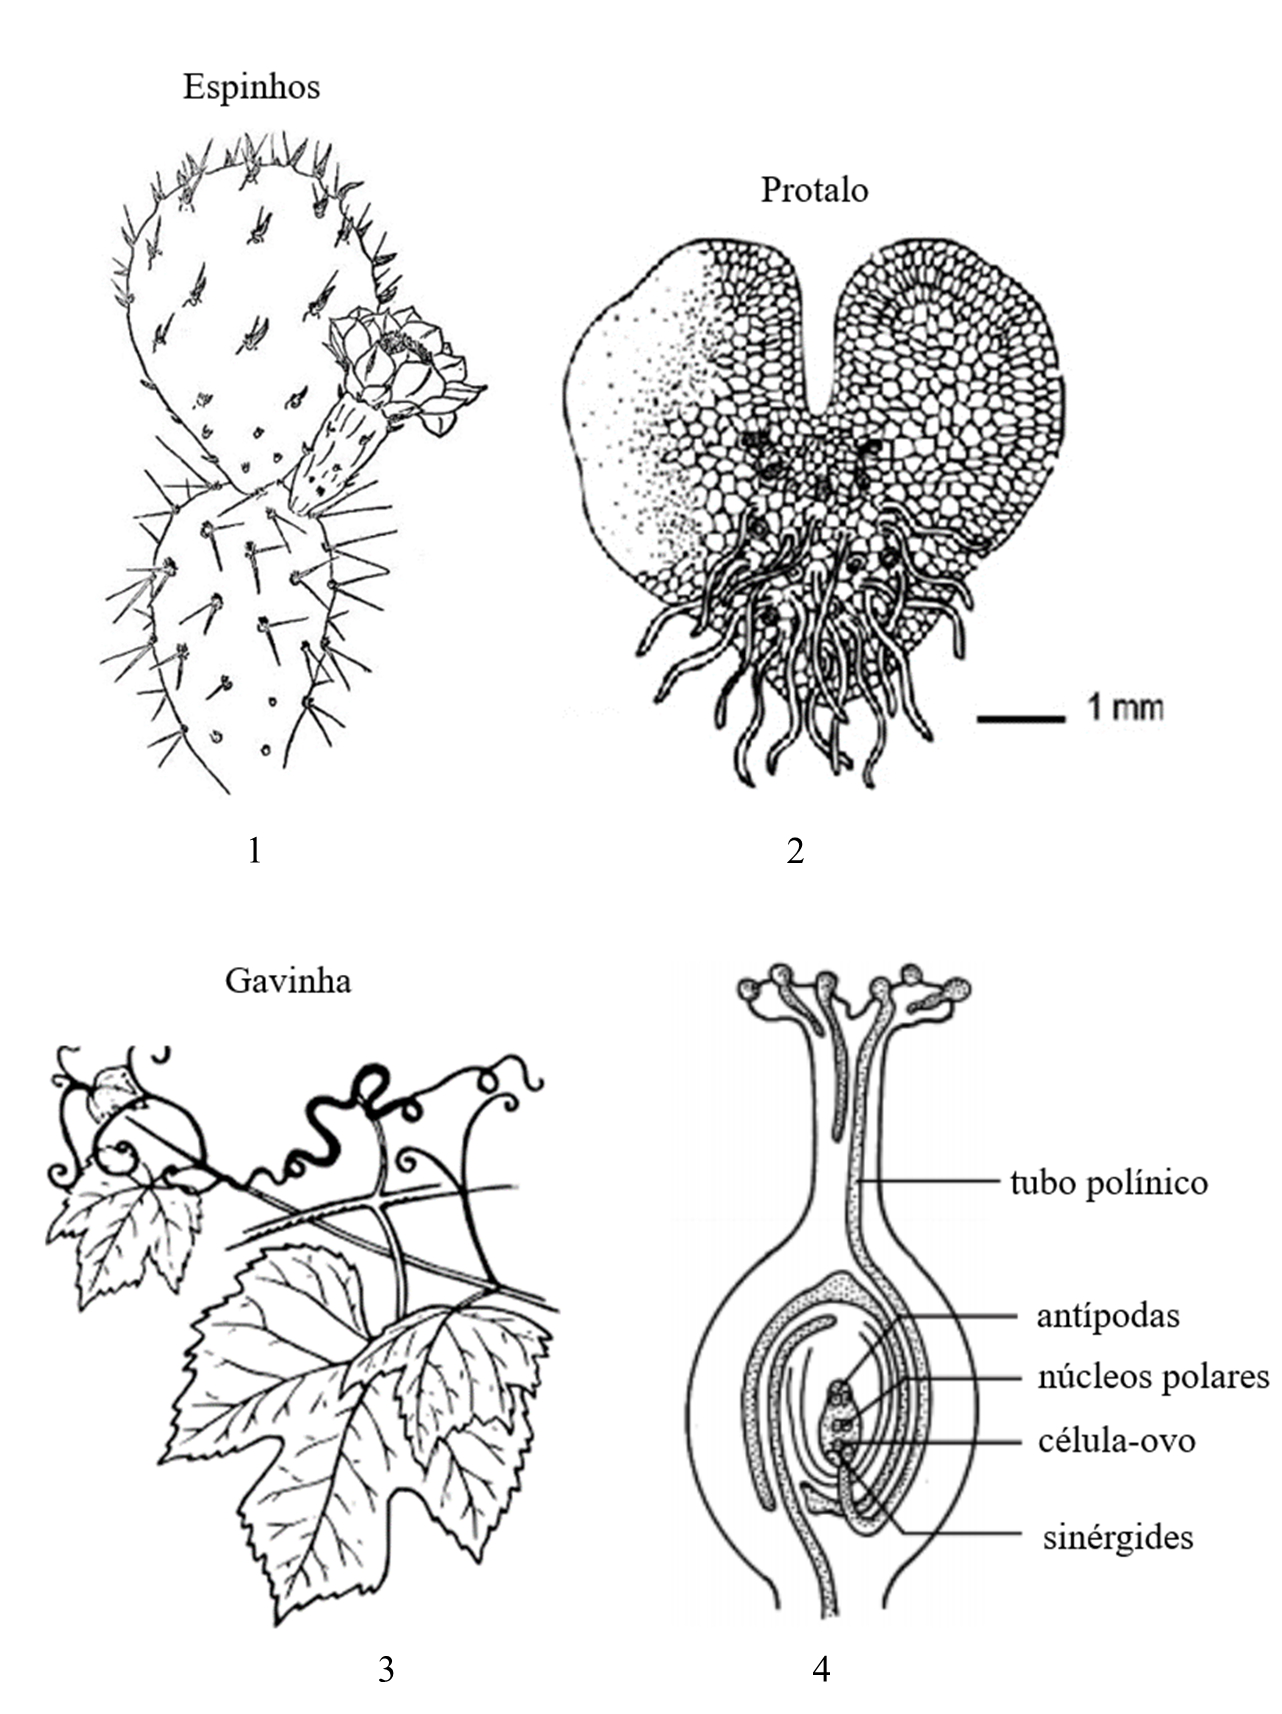 Espinhos
Protalo
1 mm
1
2
Gavinha
tubo polínico
antípodas
núcleos polares
célula-ovo
sinérgides
3
4